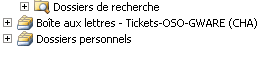 Dossiers de recherche
Boîte aux lettres - Tickets-OSO-GWARE (CHA)
Dossiers personnels